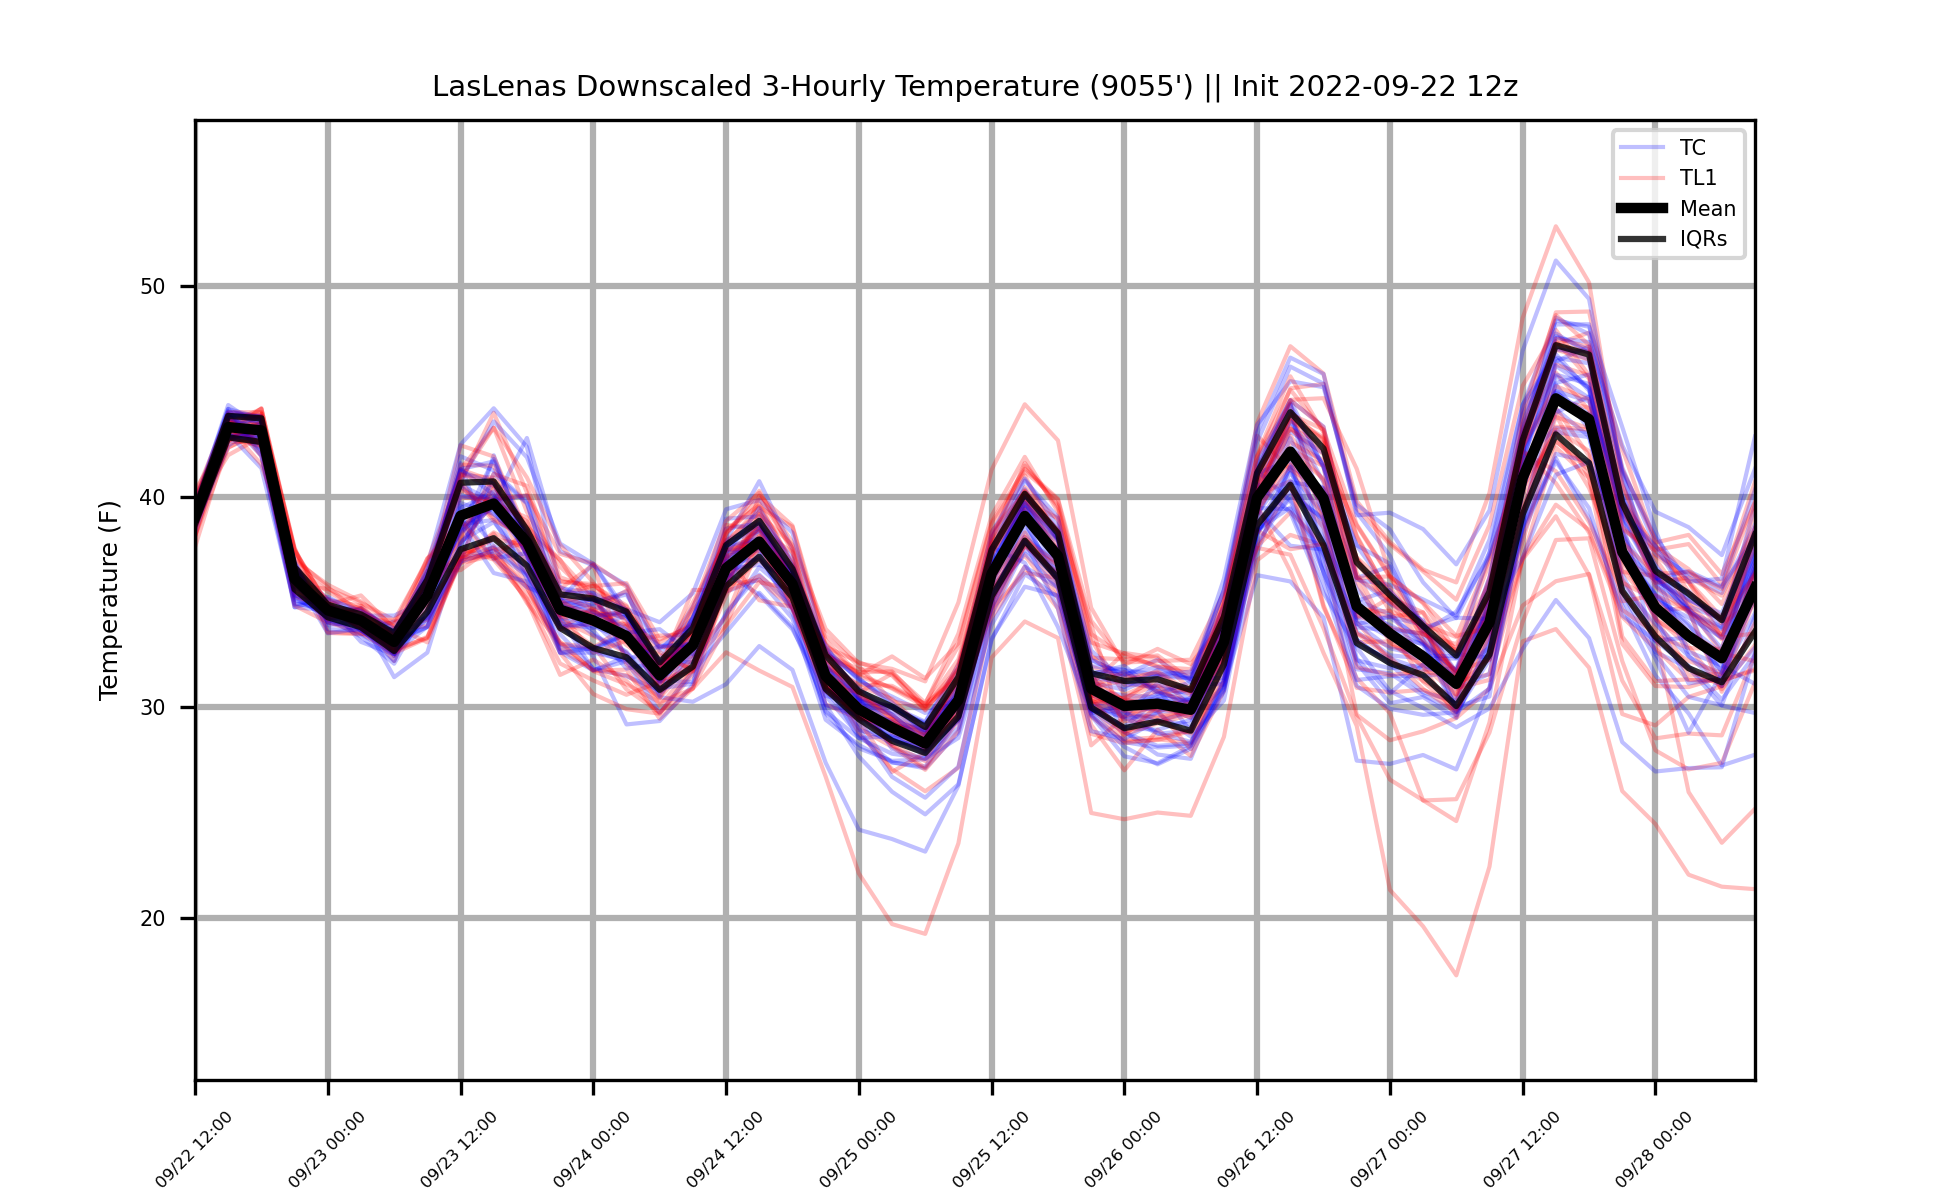 LasLenas Downscaled 3-Hourly Temperature (9055') || Init 2022-09-22 12z
TC
TL1
Mean
IQRs
Temperature (F)
50
40
30
20
09/22 12:00
09/23 00:00
09/23 12:00
09/24 00:00
09/24 12:00
09/25 00:00
09/25 12:00
09/26 00:00
09/26 12:00
09/27 00:00
09/27 12:00
09/28 00:00